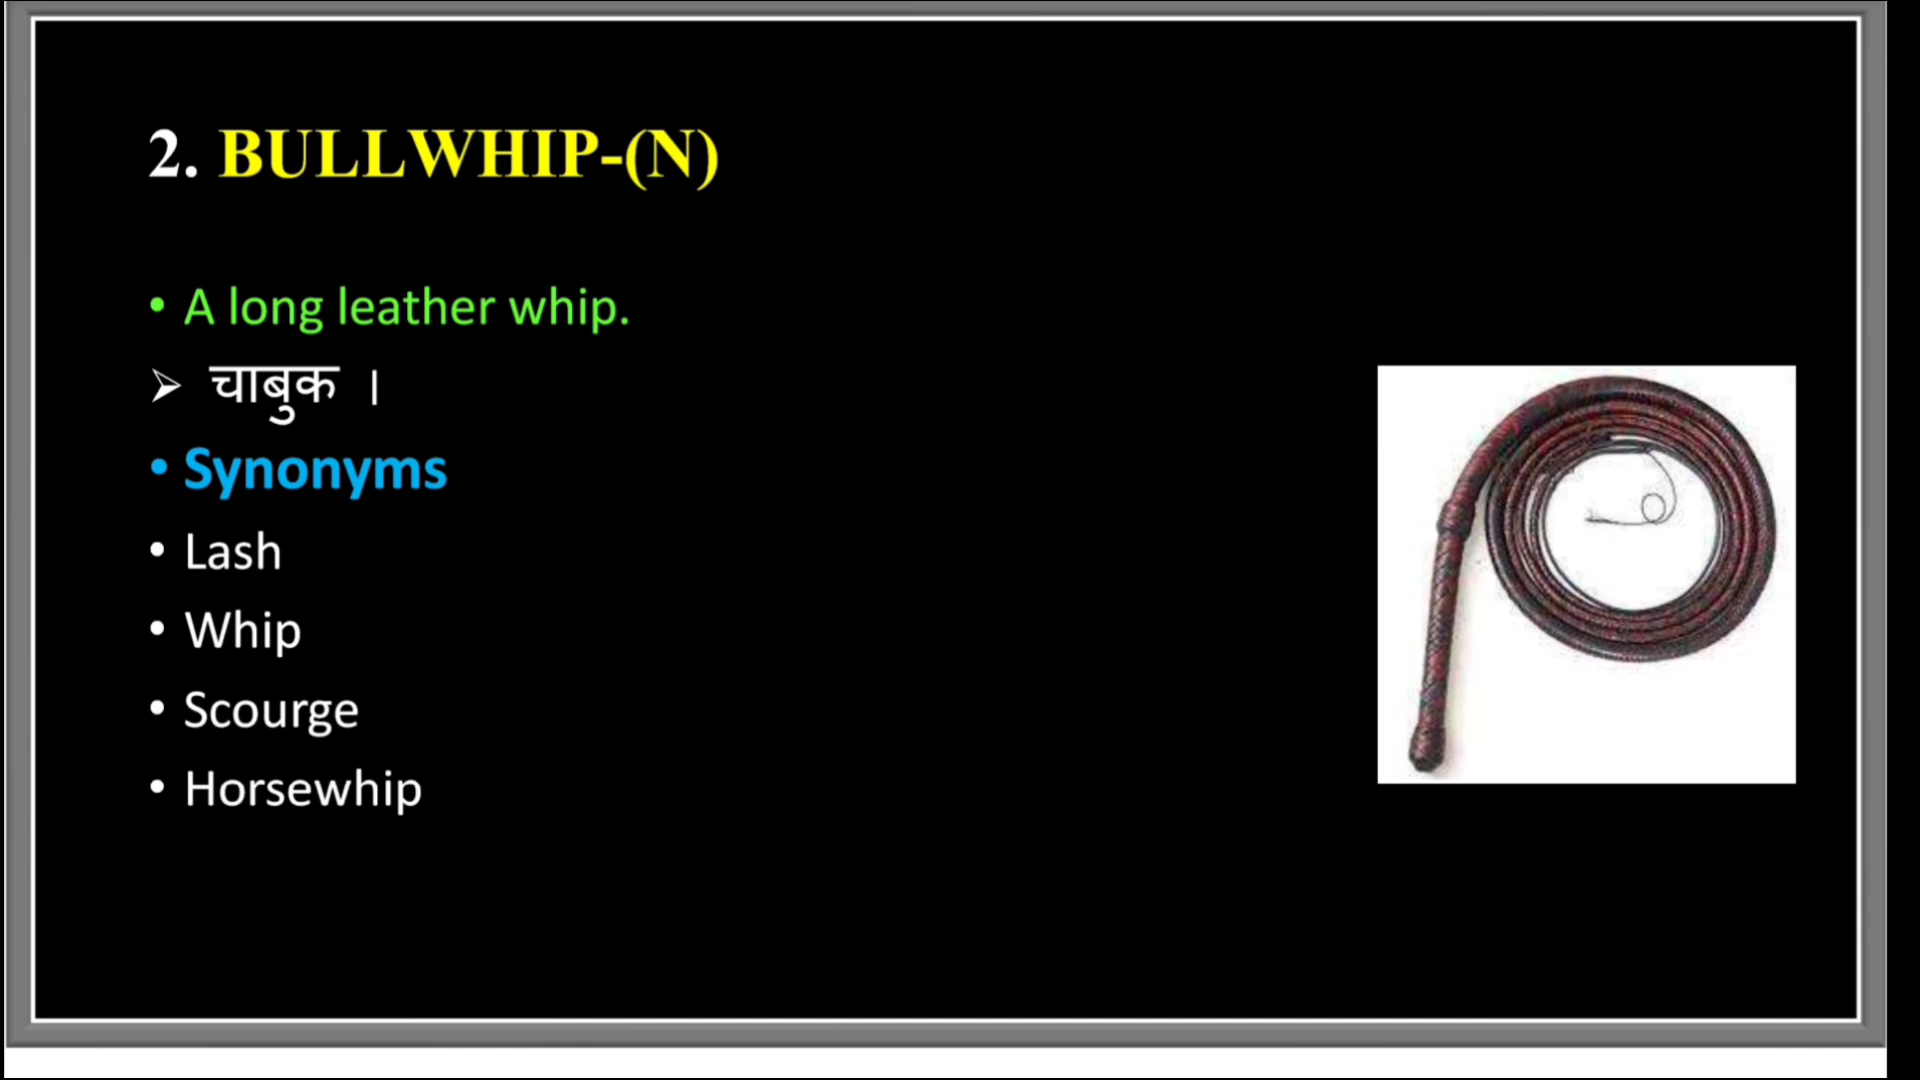 2. BULLWHIP-(N)
• A long leather whip.
➢ चाबुक ।
• Synonyms
• Lash
• Whip
• Scourge
• Horsewhip